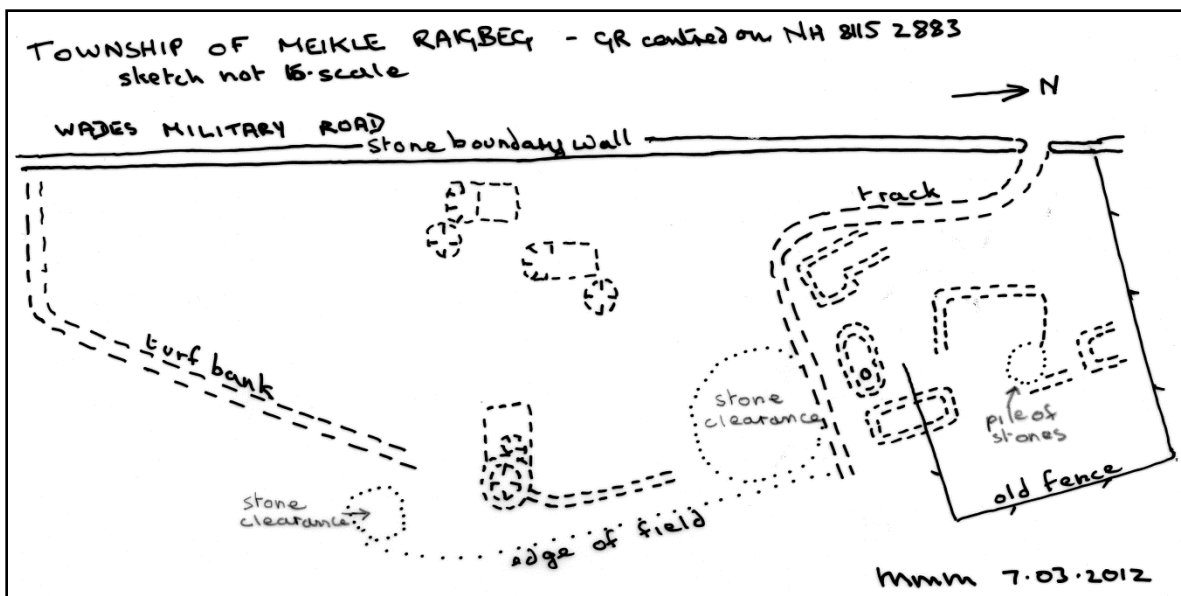 TOWNSHIP OF MEIKLE RAIGBEG - GR centred on NH 8115 2883
sketch not to scale
N
WADES MILITARY ROAD
stone boundary wall
track
turf bank
stone
clearance
pile of
stones
stone
clearance
old fence
edge of field
mmm 7.03.2012